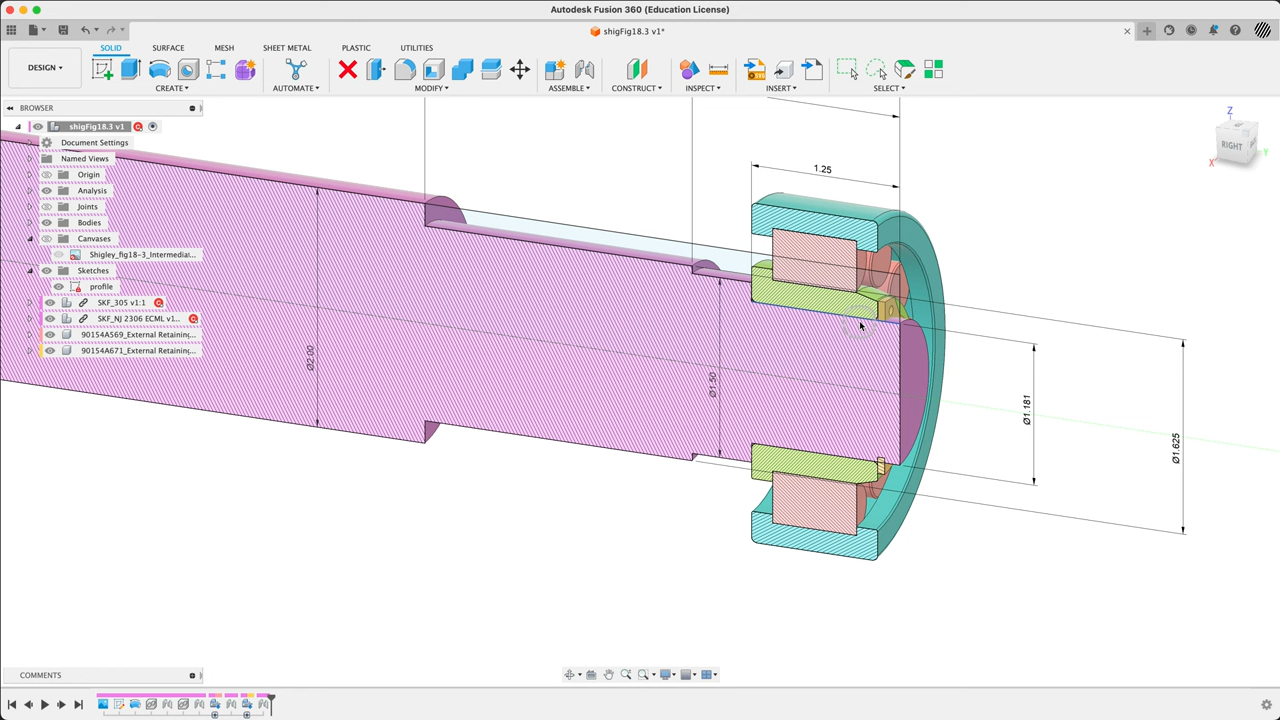 Autodesk Fusion 360 (Education License)
shigFig18.3 v1*
SOLID SURFACE MESH SHEET METAL PLASTIC UTILITIES
DESIGN
CREATE AUTOMATE MODIFY ASSEMBLE CONSTRUCT INSPECT INSERT SELECT
BROWSER
shigFig18.3 v1
Document Settings
Named Views
Origin
Analysis
Joints
Bodies
Canvases
Shigley_fig18-3_Intermediat...
Sketches
profile
SKF_305 v1:1
SKF_NJ 2306 ECML v1...
90154A569_External Retaining...
90154A671_External Retaining...
1.25
Ø2.00
Ø1.50
Ø1.181
Ø1.625
Z
RIGHT
Y
X
COMMENTS